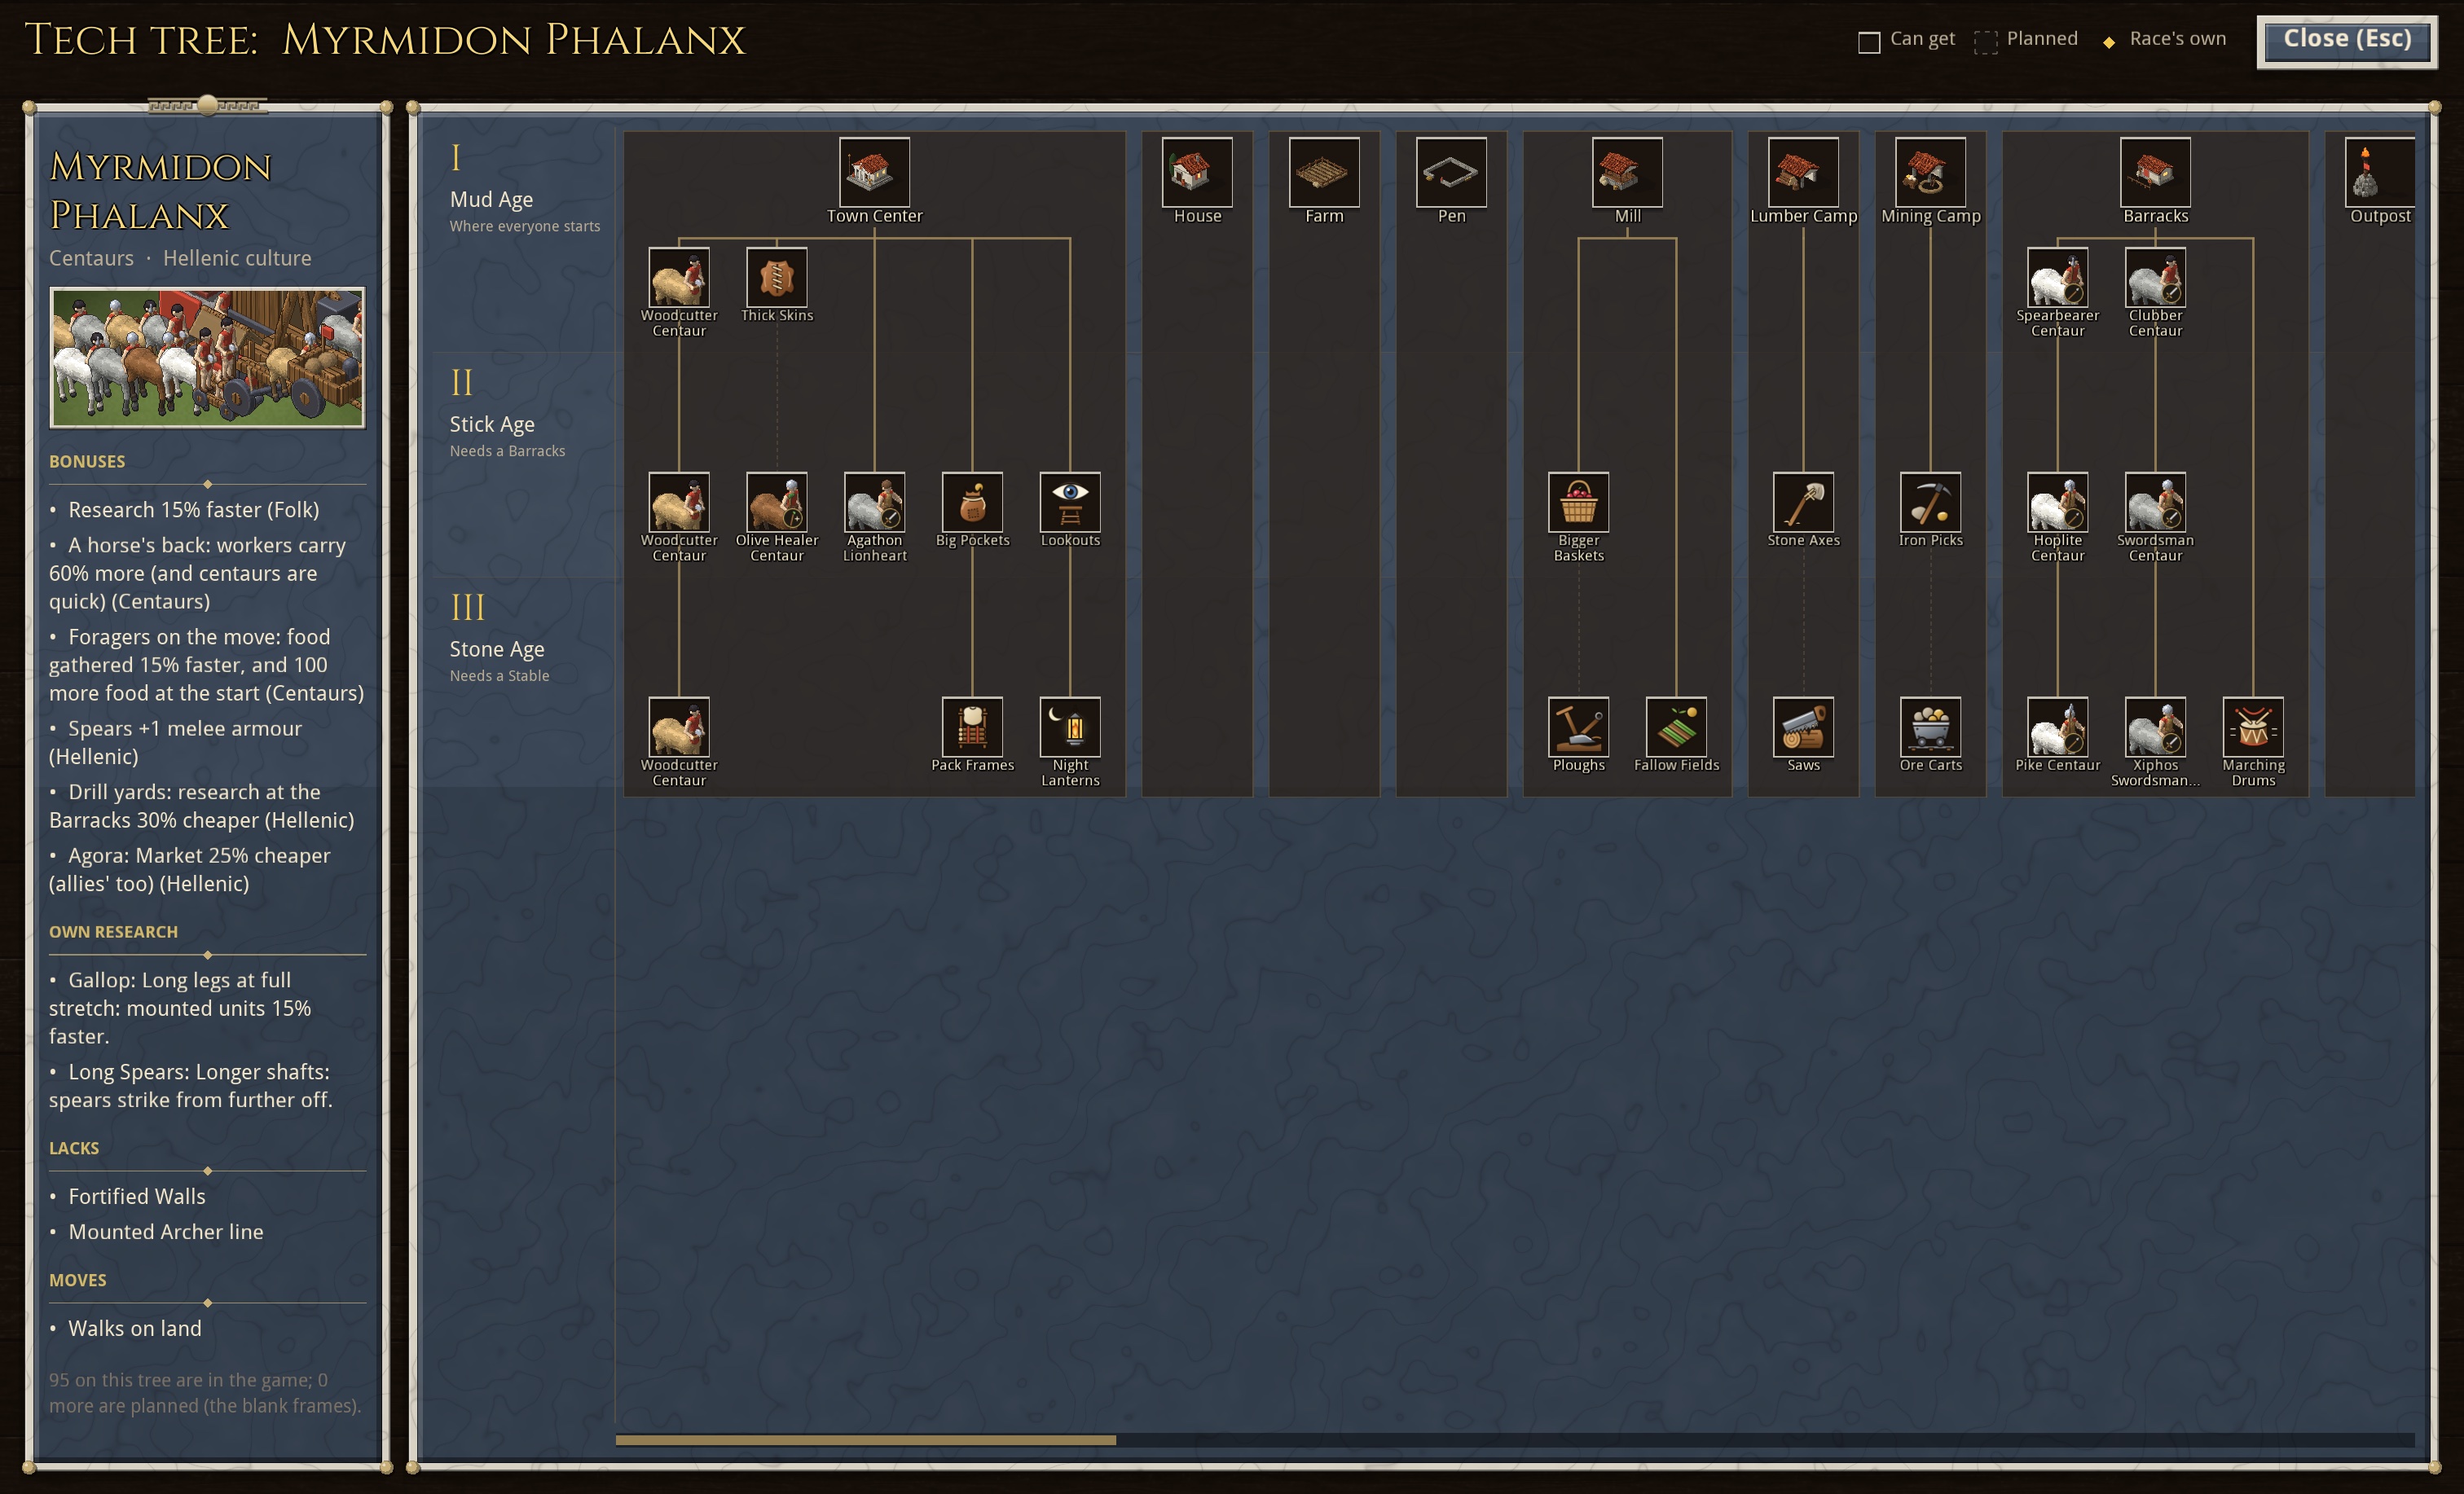 TECH TREE: MYRMIDON PHALANX
Can get
Planned
Race's own
Close (Esc)
MYRMIDON
PHALANX
Centaurs · Hellenic culture
BONUSES
• Research 15% faster (Folk)
• A horse's back: workers carry
60% more (and centaurs are
quick) (Centaurs)
• Foragers on the move: food
gathered 15% faster, and 100
more food at the start (Centaurs)
• Spears +1 melee armour
(Hellenic)
• Drill yards: research at the
Barracks 30% cheaper (Hellenic)
• Agora: Market 25% cheaper
(allies' too) (Hellenic)
OWN RESEARCH
• Gallop: Long legs at full
stretch: mounted units 15%
faster.
• Long Spears: Longer shafts:
spears strike from further off.
LACKS
• Fortified Walls
• Mounted Archer line
MOVES
• Walks on land
95 on this tree are in the game; 0
more are planned (the blank frames).
I
Mud Age
Where everyone starts
Town Center
House
Farm
Pen
Mill
Lumber Camp
Mining Camp
Barracks
Outpost
Woodcutter
Centaur
Thick Skins
Spearbearer
Centaur
Clubber
Centaur
II
Stick Age
Needs a Barracks
Woodcutter
Centaur
Olive Healer
Centaur
Agathon
Lionheart
Big Pockets
Lookouts
Bigger
Baskets
Stone Axes
Iron Picks
Hoplite
Centaur
Swordsman
Centaur
III
Stone Age
Needs a Stable
Woodcutter
Centaur
Pack Frames
Night
Lanterns
Ploughs
Fallow Fields
Saws
Ore Carts
Pike Centaur
Xiphos
Swordsman...
Marching
Drums